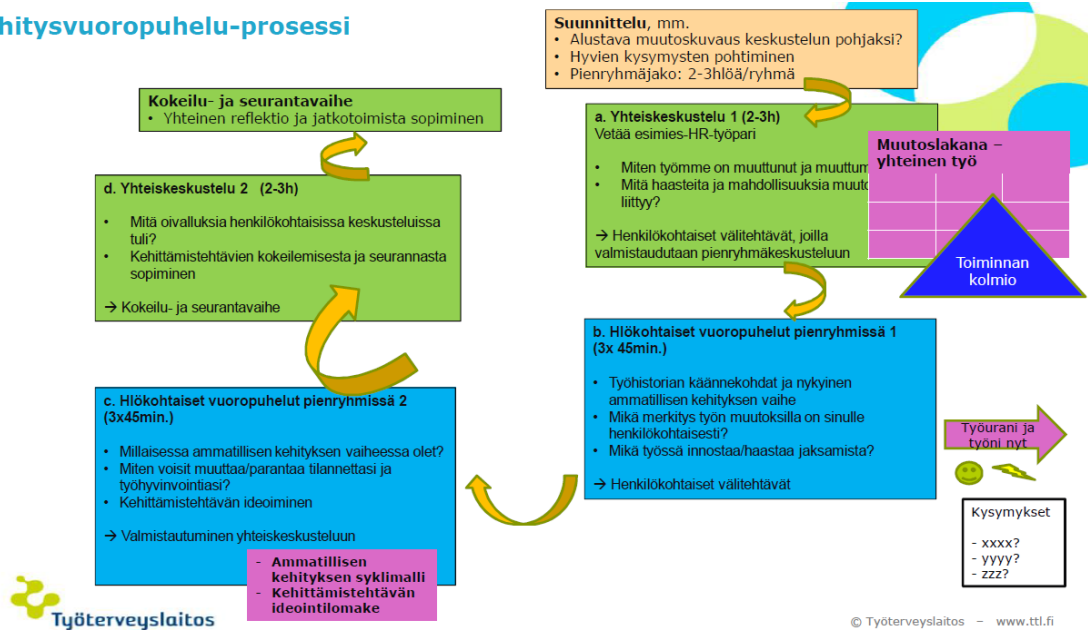 hitysvuoropuhelu-prosessi
Suunnittelu, mm.
• Alustava muutoskuvaus keskustelun pohjaksi?
• Hyvien kysymysten pohtiminen
• Pienryhmäjako: 2-3hlöä/ryhmä
a. Yhteiskeskustelu 1 (2-3h)
Vetää esimies-HR-työpari
• Miten työmme on muuttunut ja muuttum
• Mitä haasteita ja mahdollisuuksia muuto
liittyy?
→ Henkilökohtaiset välitehtävät, joilla
valmistaudutaan pienryhmäkeskusteluun
Muutoslakana –
yhteinen työ
Toiminnan
kolmio
b. Hlökohtaiset vuoropuhelut pienryhmissä 1
(3x 45min.)
• Työhistorian käännekohdat ja nykyinen
ammatillisen kehityksen vaihe
• Mikä merkitys työn muutoksilla on sinulle
henkilökohtaisesti?
• Mikä työssä innostaa/haastaa jaksamista?
→ Henkilökohtaiset välitehtävät
Työurani ja
työni nyt
Kysymykset
- xxxx?
- yyyy?
- zzz?
c. Hlökohtaiset vuoropuhelut pienryhmissä 2
(3x45min.)
• Millaisessa ammatillisen kehityksen vaiheessa olet?
• Miten voisit muuttaa/parantaa tilannettasi ja
työhyvinvointiasi?
• Kehittämistehtävän ideoiminen
→ Valmistautuminen yhteiskeskusteluun
- Ammatillisen
kehityksen syklimalli
- Kehittämistehtävän
ideointilomake
d. Yhteiskeskustelu 2 (2-3h)
• Mitä oivalluksia henkilökohtaisissa keskusteluissa
tuli?
• Kehittämistehtävien kokeilemisesta ja seurannasta
sopiminen
→ Kokeilu- ja seurantavaihe
Kokeilu- ja seurantavaihe
• Yhteinen reflektio ja jatkotoimista sopiminen
Työterveyslaitos
© Työterveyslaitos – www.ttl.fi